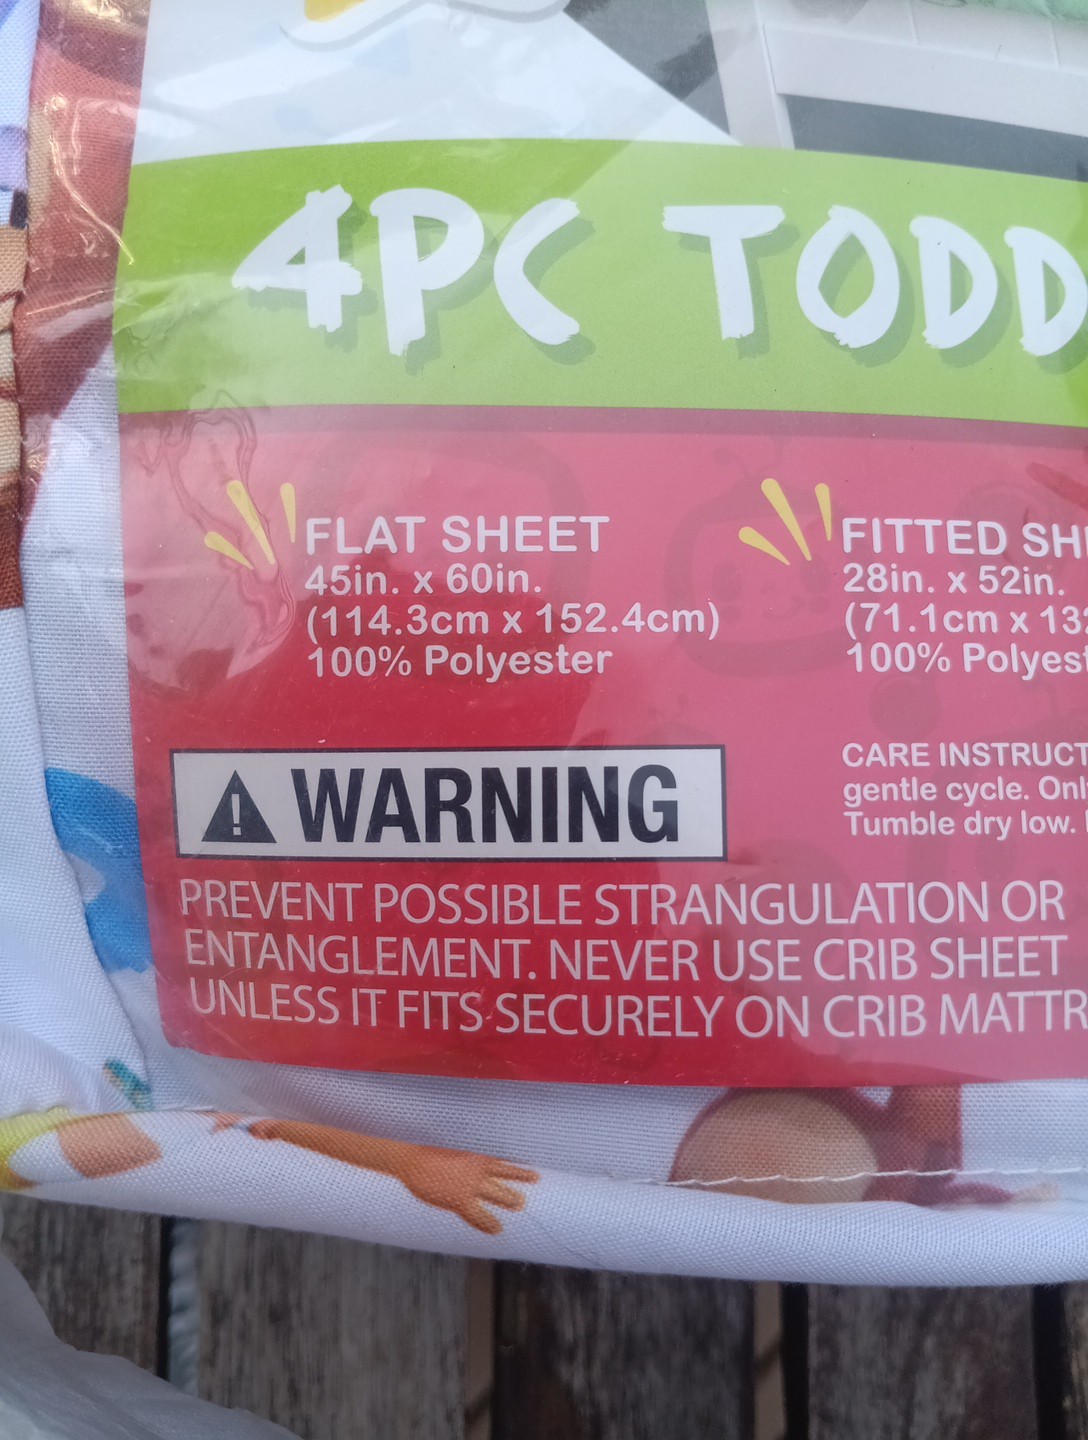 4PC TODD
FLAT SHEET
45in. x 60in.
(114.3cm x 152.4cm)
100% Polyester
FITTED SH
28in. x 52in.
(71.1cm x 13
100% Polyest
WARNING
PREVENT POSSIBLE STRANGULATION OR
ENTANGLEMENT. NEVER USE CRIB SHEET
UNLESS IT FITS SECURELY ON CRIB MATTR
CARE INSTRUCT
gentle cycle. Onl
Tumble dry low.